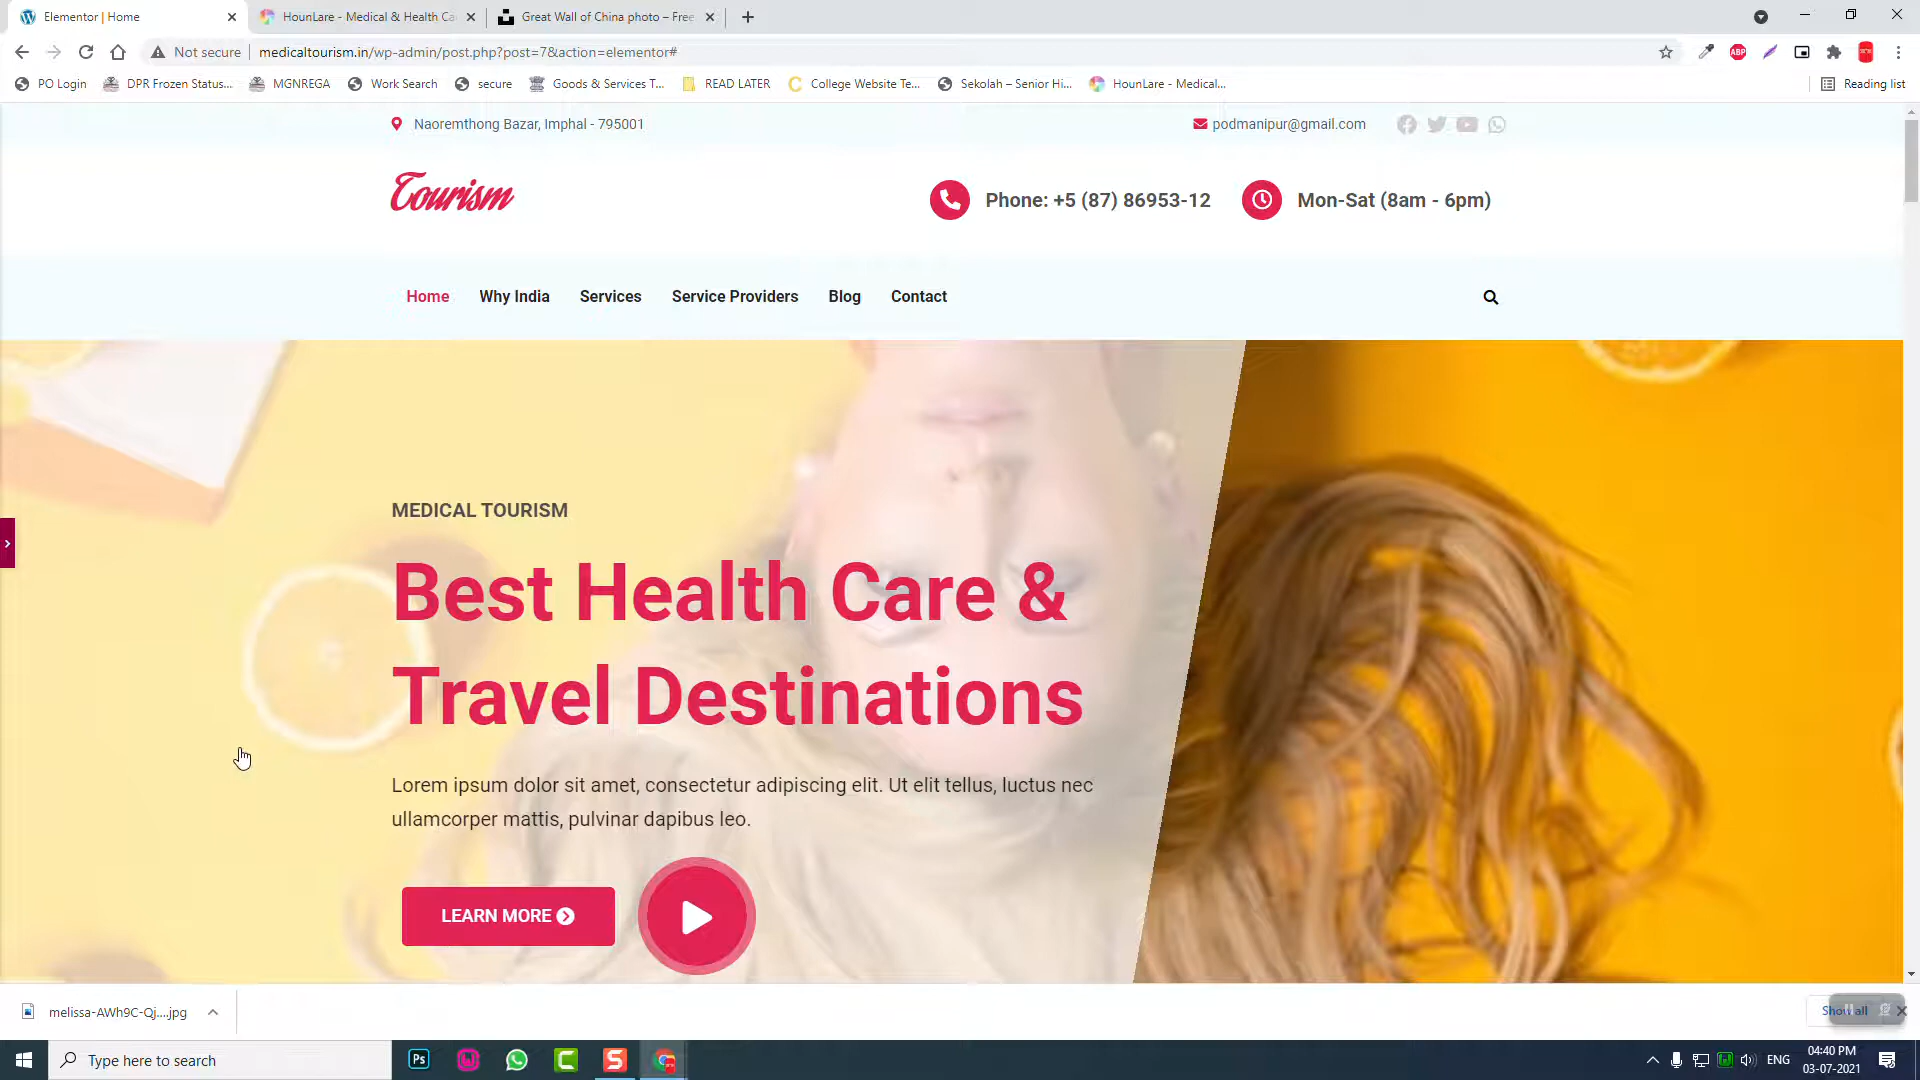 Elementor | Home
HounLare - Medical & Health Ca
Great Wall of China photo – Free
Not secure
medicaltourism.in/wp-admin/post.php?post=7&action=elementor#
ABP
PO Login
DPR Frozen Status...
MGNREGA
Work Search
secure
Goods & Services T...
READ LATER
College Website Te...
Sekolah – Senior Hi...
HounLare - Medical...
Reading list
Naoremthong Bazar, Imphal - 795001
podmanipur@gmail.com
Tourism
Phone: +5 (87) 86953-12
Mon-Sat (8am - 6pm)
Home
Why India
Services
Service Providers
Blog
Contact
MEDICAL TOURISM
Best Health Care &
Travel Destinations
Lorem ipsum dolor sit amet, consectetur adipiscing elit. Ut elit tellus, luctus nec
ullamcorper mattis, pulvinar dapibus leo.
LEARN MORE
melissa-AWh9C-Qj....jpg
Show all
Type here to search
Ps
ENG
04:40 PM
03-07-2021